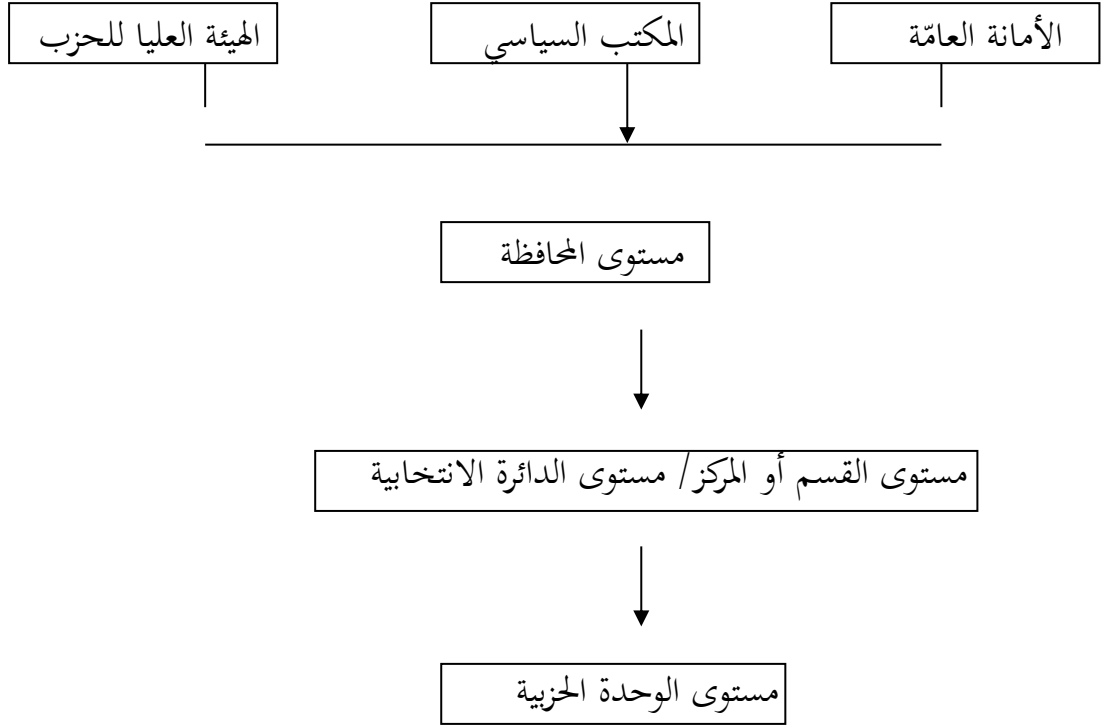 الأمانة العامّة
المكتب السياسي
الهيئة العليا للحزب
مستوى المحافظة
مستوى القسم أو المركز/ مستوى الدائرة الانتخابية
مستوى الوحدة الحزبية